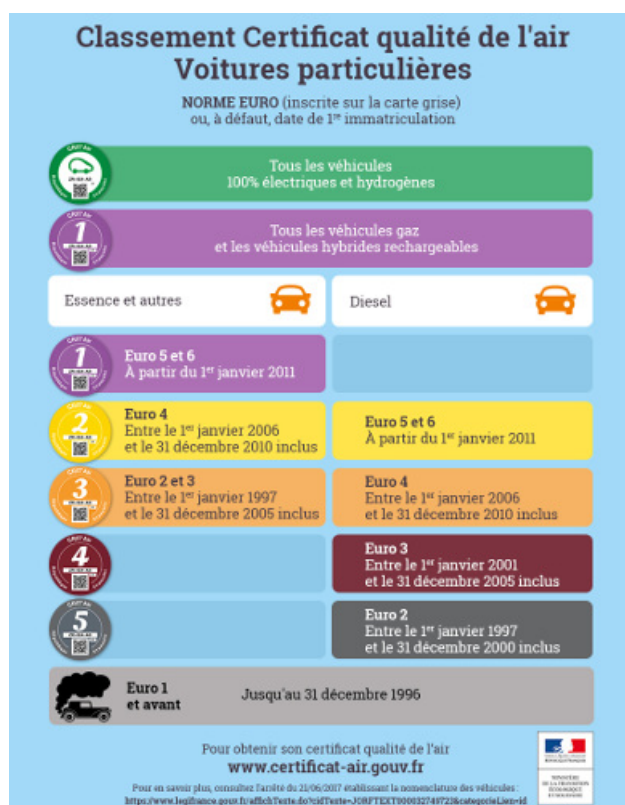 Classement Certificat qualité de l'air
Voitures particulières
NORME EURO (inscrite sur la carte grise)
ou, à défaut, date de 1re immatriculation
Tous les véhicules
100% électriques et hydrogènes
1
Tous les véhicules gaz
et les véhicules hybrides rechargeables
Essence et autres
Diesel
1
Euro 5 et 6
À partir du 1er janvier 2011
2
Euro 4
Entre le 1er janvier 2006
et le 31 décembre 2010 inclus
Euro 5 et 6
À partir du 1er janvier 2011
3
Euro 2 et 3
Entre le 1er janvier 1997
et le 31 décembre 2005 inclus
Euro 4
Entre le 1er janvier 2006
et le 31 décembre 2010 inclus
4
Euro 3
Entre le 1er janvier 2001
et le 31 décembre 2005 inclus
5
Euro 2
Entre le 1er janvier 1997
et le 31 décembre 2000 inclus
Euro 1
et avant
Jusqu'au 31 décembre 1996
Pour obtenir son certificat qualité de l'air
www.certificat-air.gouv.fr
Pour en savoir plus, consultez l'arrêté du 21/06/2017 établissant la nomenclature des véhicules :